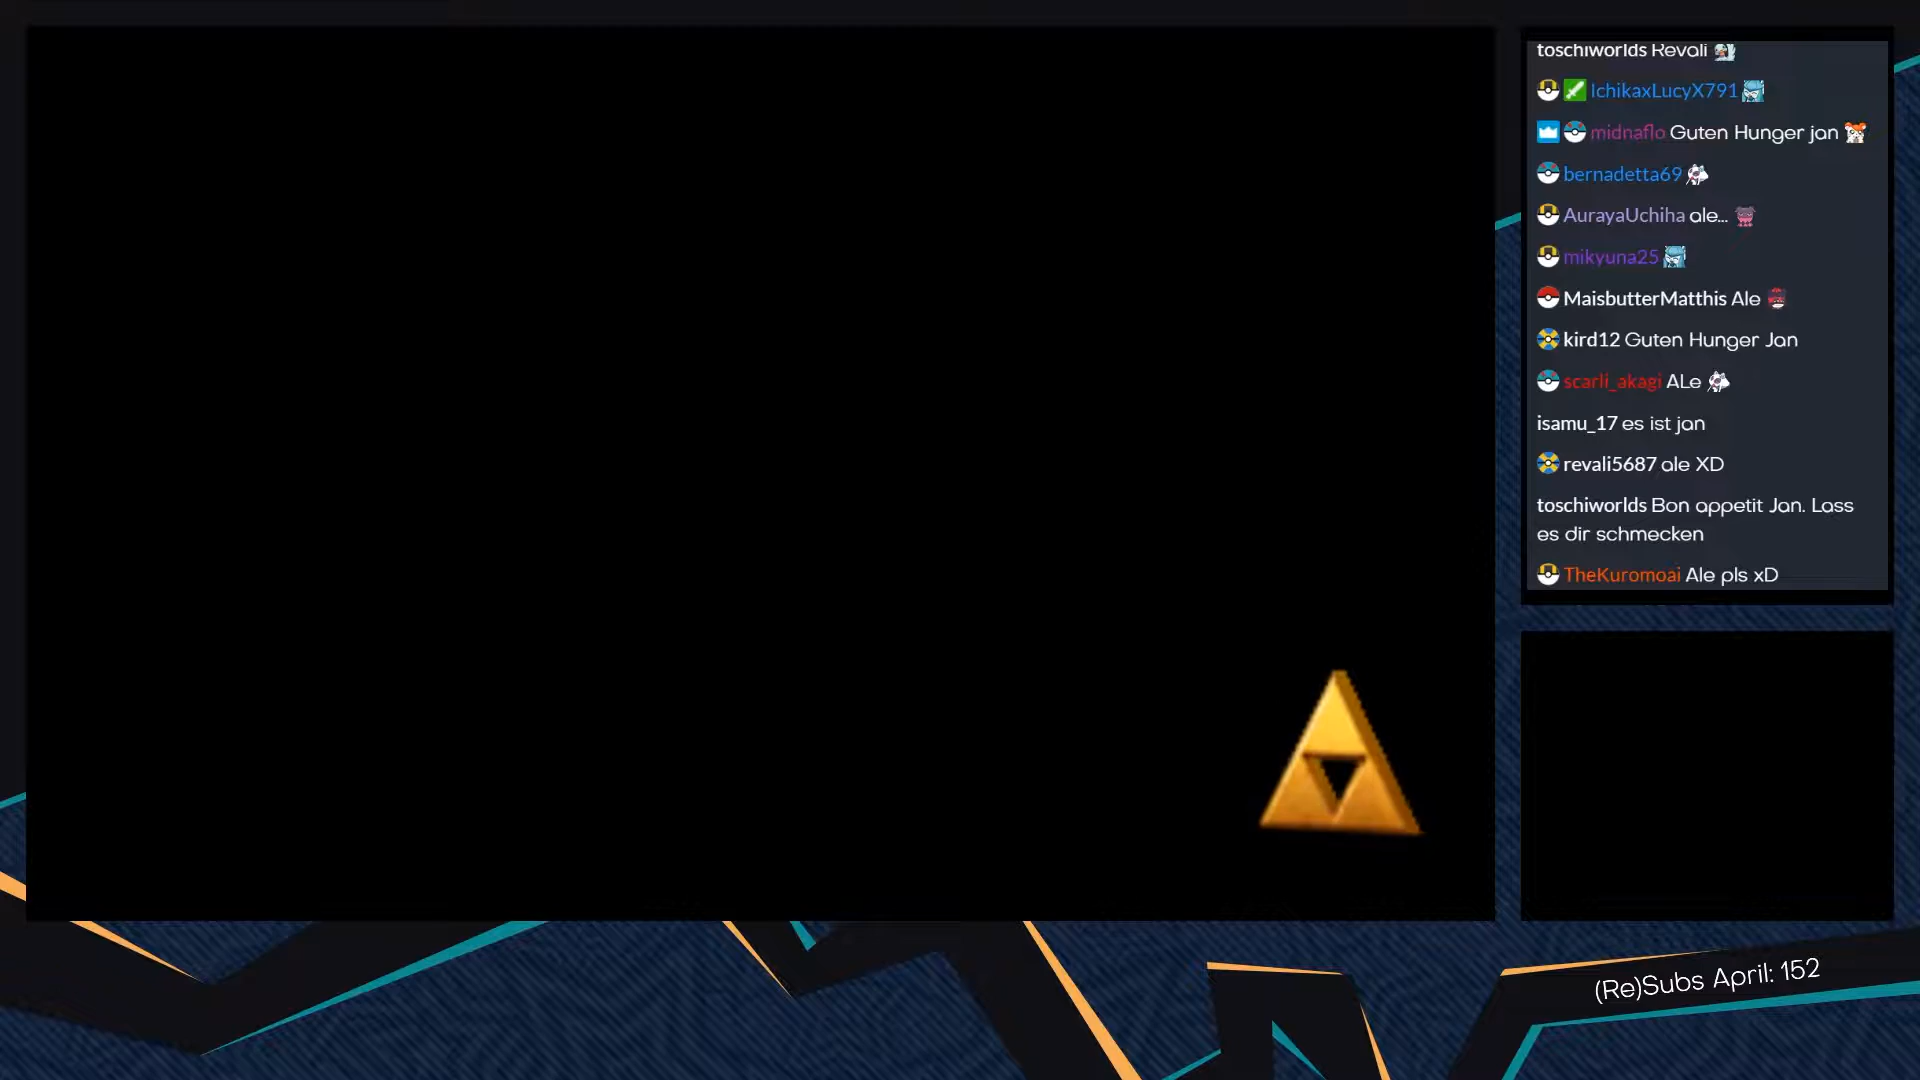 toschiworlds Revali
IchikaxLucyX791
midnaflo Guten Hunger jan
bernadetta69
AurayaUchiha ale...
mikyuna25
MaisbutterMatthis Ale
kird12 Guten Hunger Jan
scarli_akagi ALe
isamu_17 es ist jan
revali5687 ale XD
toschiworlds Bon appetit Jan. Lass
es dir schmecken
TheKuromoai Ale pls xD
(Re)Subs April: 152